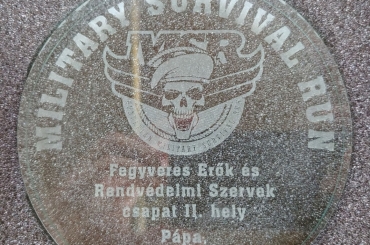 MILITARY SURVIVAL RUN
MSR
Fegyveres Erők és
Rendvédelmi Szervek
csapat II. hely
Pápa,